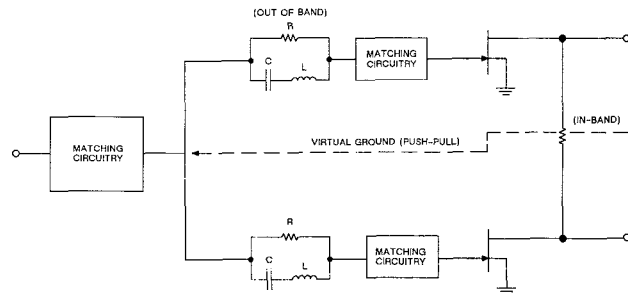 (OUT OF BAND)
R
C
L
MATCHING
CIRCUITRY
MATCHING
CIRCUITRY
VIRTUAL GROUND (PUSH-PULL)
(IN-BAND)
R
C
L
MATCHING
CIRCUITRY